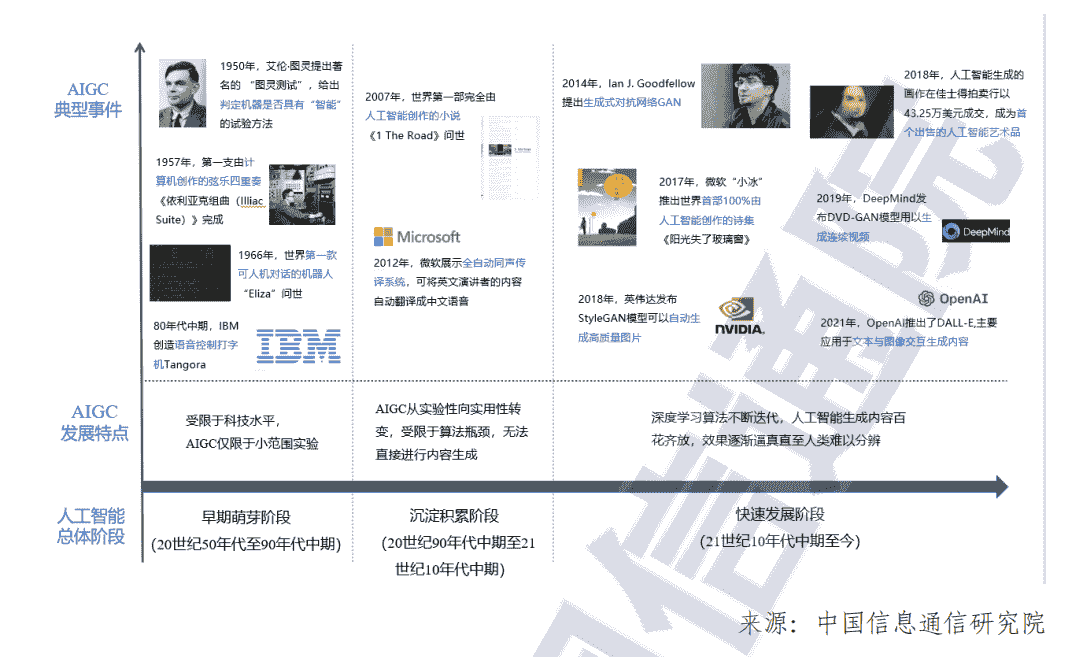 AIGC
典型事件
1950年，艾伦·图灵提出著
名的“图灵测试”，给出
判定机器是否具有“智能”
的试验方法
1957年，第一支由计
算机创作的弦乐四重奏
《依利亚克组曲（Illiac
Suite）》完成
1966年，世界第一款
可人机对话的机器人
“Eliza”问世
80年代中期，IBM
创造语音控制打字
机Tangora
IBM
2007年，世界第一部完全由
人工智能创作的小说
《1 The Road》问世
Microsoft
2012年，微软展示全自动同声传
译系统，可将英文演讲者的内容
自动翻译成中文语音
2014年，Ian J. Goodfellow
提出生成式对抗网络GAN
2018年，人工智能生成的
画作在佳士得拍卖行以
43.25万美元成交，成为首
个出售的人工智能艺术品
2017年，微软“小冰”
推出世界首部100%由
人工智能创作的诗集
《阳光失了玻璃窗》
2019年，DeepMind发
布DVD-GAN模型用以生
成连续视频
DeepMind
2018年，英伟达发布
StyleGAN模型可以自动生
成高质量图片
NVIDIA.
OpenAI
2021年，OpenAI推出了DALL-E,主要
应用于文本与图像交互生成内容
AIGC
发展特点
受限于科技水平，
AIGC仅限于小范围实验
AIGC从实验性向实用性转
变，受限于算法瓶颈，无法
直接进行内容生成
深度学习算法不断迭代，人工智能生成内容百
花齐放，效果逐渐逼真直至人类难以分辨
人工智能
总体阶段
早期萌芽阶段
（20世纪50年代至90年代中期）
沉淀积累阶段
（20世纪90年代中期至21
世纪10年代中期）
快速发展阶段
（21世纪10年代中期至今）
来源：中国信息通信研究院